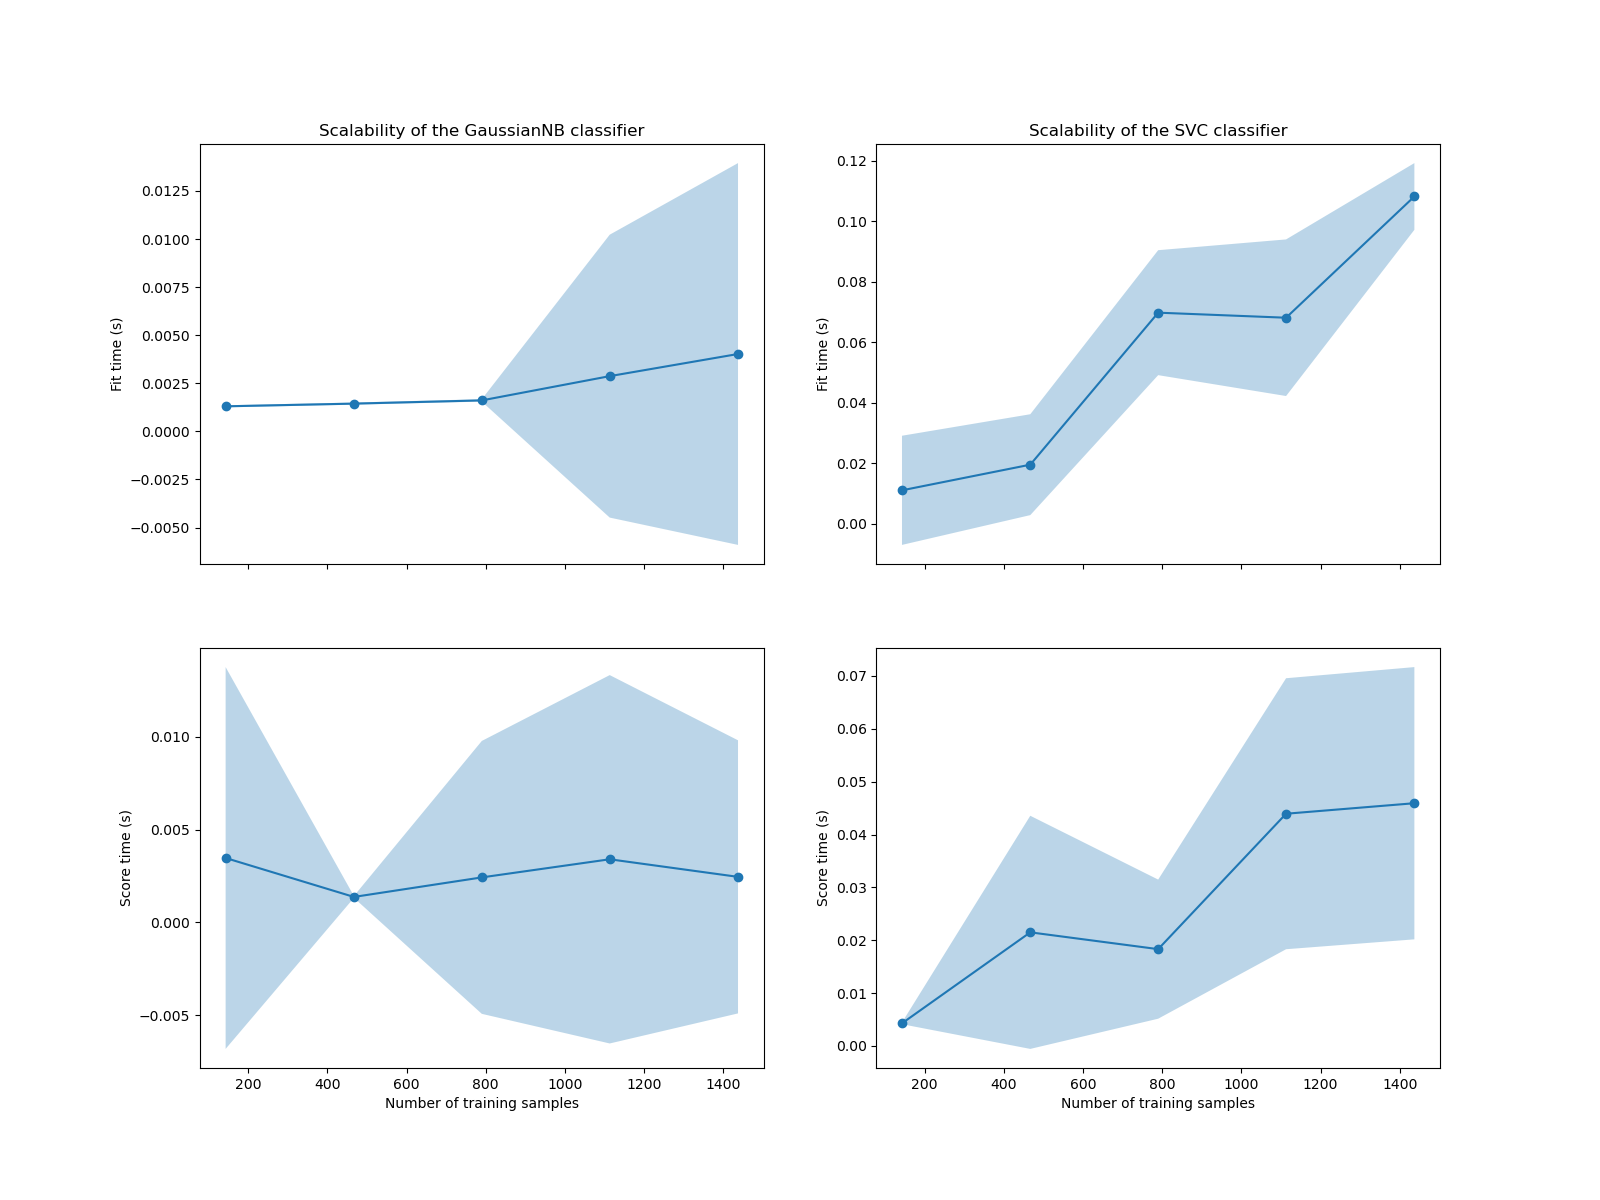 Scalability of the GaussianNB classifier
Fit time (s)
0.0125
0.0100
0.0075
0.0050
0.0025
0.0000
−0.0025
−0.0050
Scalability of the SVC classifier
Fit time (s)
0.12
0.10
0.08
0.06
0.04
0.02
0.00
Score time (s)
0.010
0.005
0.000
−0.005
200 400 600 800 1000 1200 1400
Number of training samples
Score time (s)
0.07
0.06
0.05
0.04
0.03
0.02
0.01
0.00
200 400 600 800 1000 1200 1400
Number of training samples